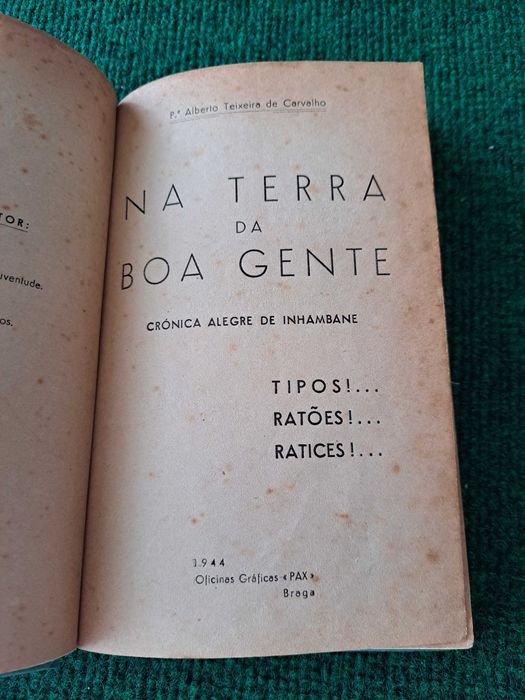 TOR:
uventude.
os,
P.ᵉ Alberto Teixeira de Carvalho
NA TERRA
DA
BOA GENTE
CRÓNICA ALEGRE DE INHAMBANE
TIPOS!...
RATÕES!...
RATICES!...
1944
Oficinas Gráficas «PAX»
Braga